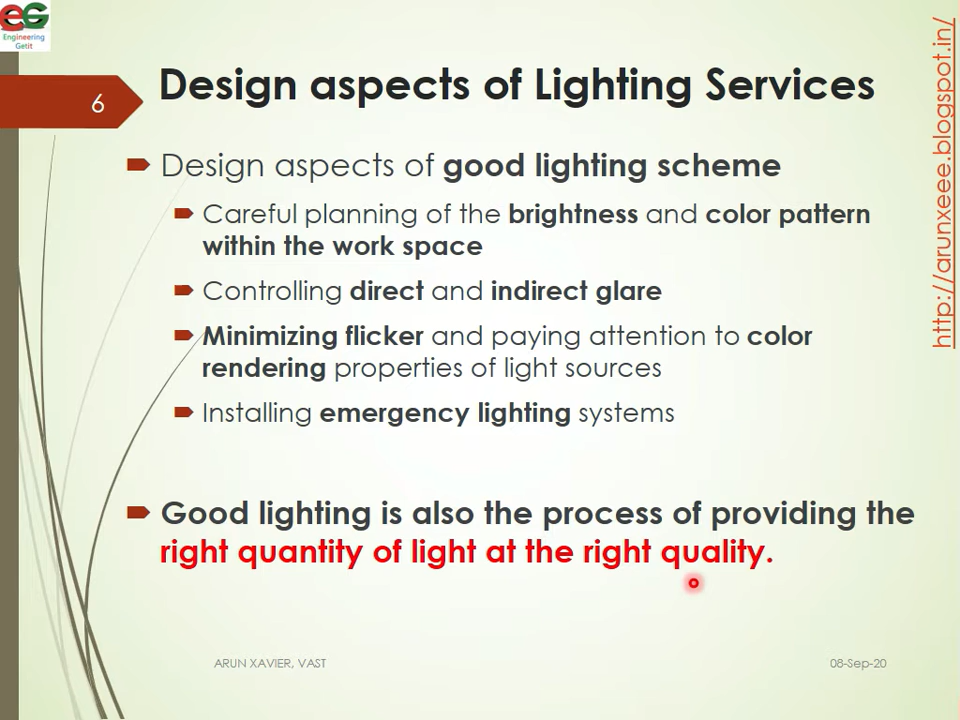 EG
Engineering
Getit
6
Design aspects of Lighting Services
Design aspects of good lighting scheme
Careful planning of the brightness and color pattern
within the work space
Controlling direct and indirect glare
Minimizing flicker and paying attention to color
rendering properties of light sources
Installing emergency lighting systems
Good lighting is also the process of providing the
right quantity of light at the right quality.
ARUN XAVIER, VAST
08-Sep-20
http://arunxeee.blogspot.in/